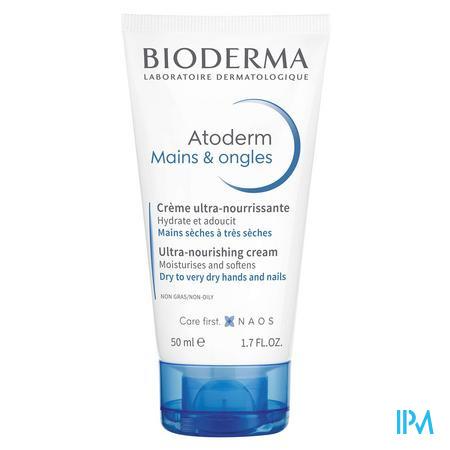 BIODERMA
LABORATOIRE DERMATOLOGIQUE
Atoderm
Mains & ongles
Crème ultra-nourrissante
Hydrate et adoucit
Mains sèches à très sèches
Ultra-nourishing cream
Moisturises and softens
Dry to very dry hands and nails
NON GRAS/NON-OILY
Care first. NAOS
50 ml ℮ 1.7 FL.OZ.
IPM